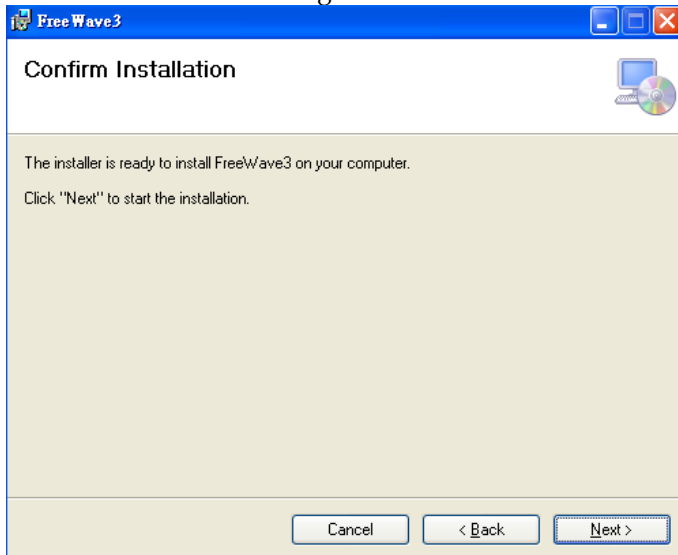 FreeWave3
Confirm Installation
The installer is ready to install FreeWave3 on your computer.
Click "Next" to start the installation.
Cancel
< Back
Next >